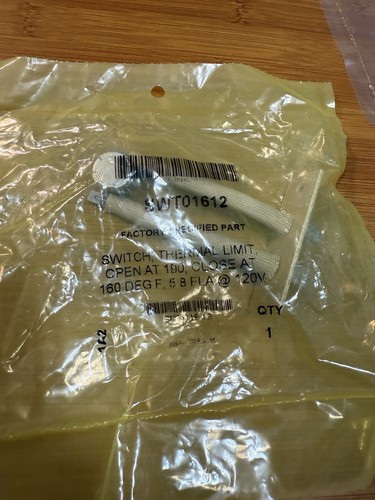 SWT01612
FACTORY CERTIFIED PART
SWITCH, THERMAL LIMIT,
OPEN AT 190, CLOSE AT
160 DEG F, 5.8 FLA @ 120V
QTY
1